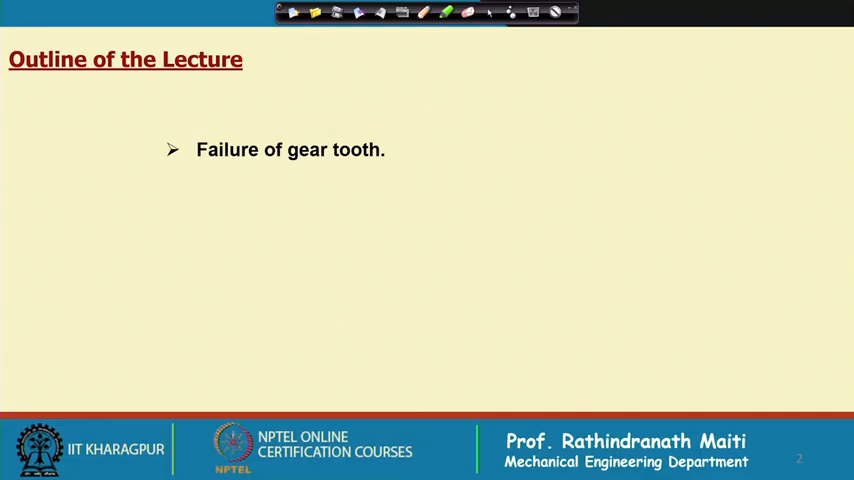 Outline of the Lecture
➢ Failure of gear tooth.
IIT KHARAGPUR
NPTEL
NPTEL ONLINE
CERTIFICATION COURSES
Prof. Rathindranath Maiti
Mechanical Engineering Department
2